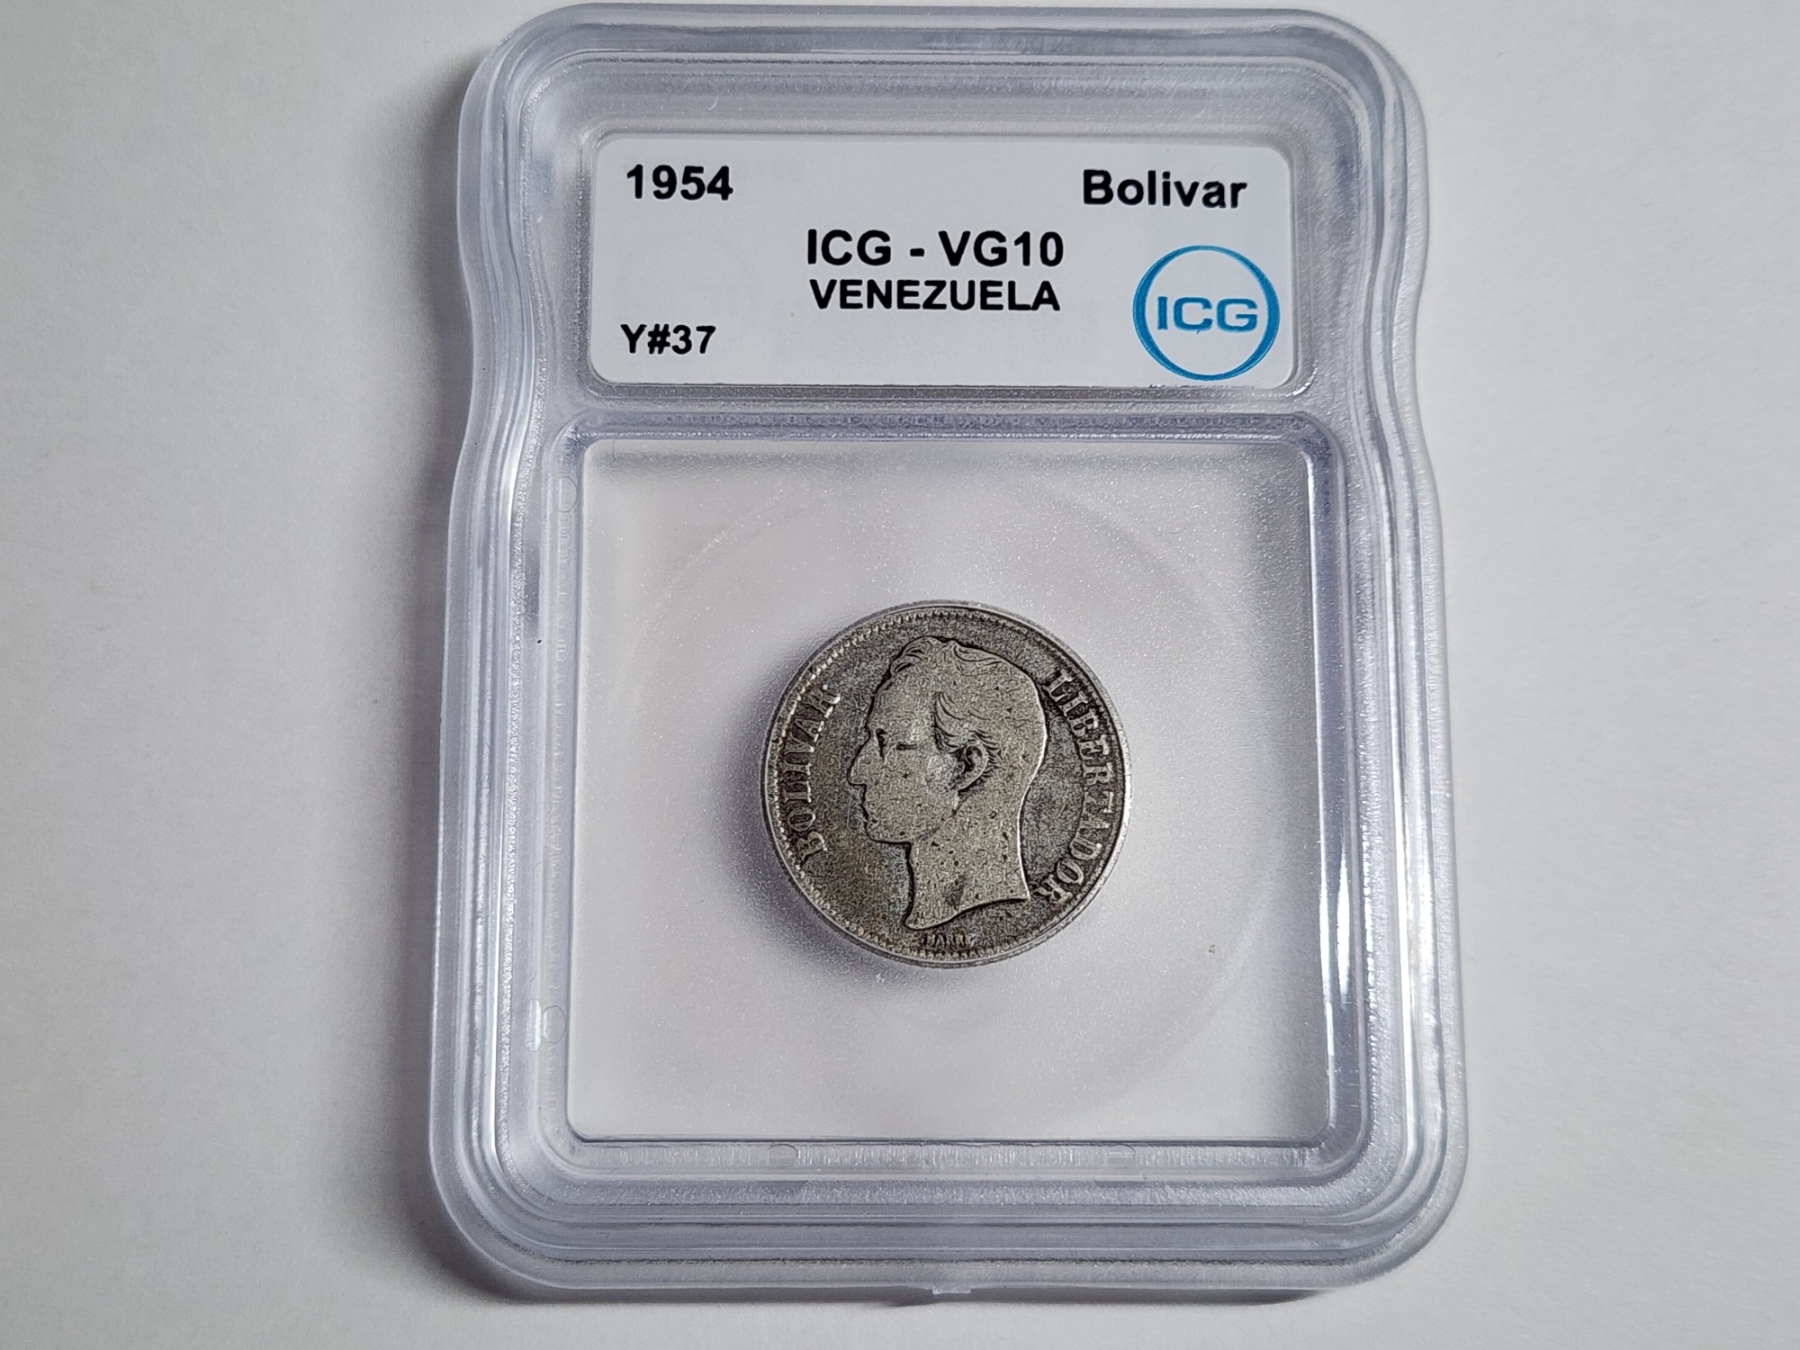 1954 Bolivar
ICG - VG10
VENEZUELA
Y#37
ICG
BOLIVAR
LIBERTADOR